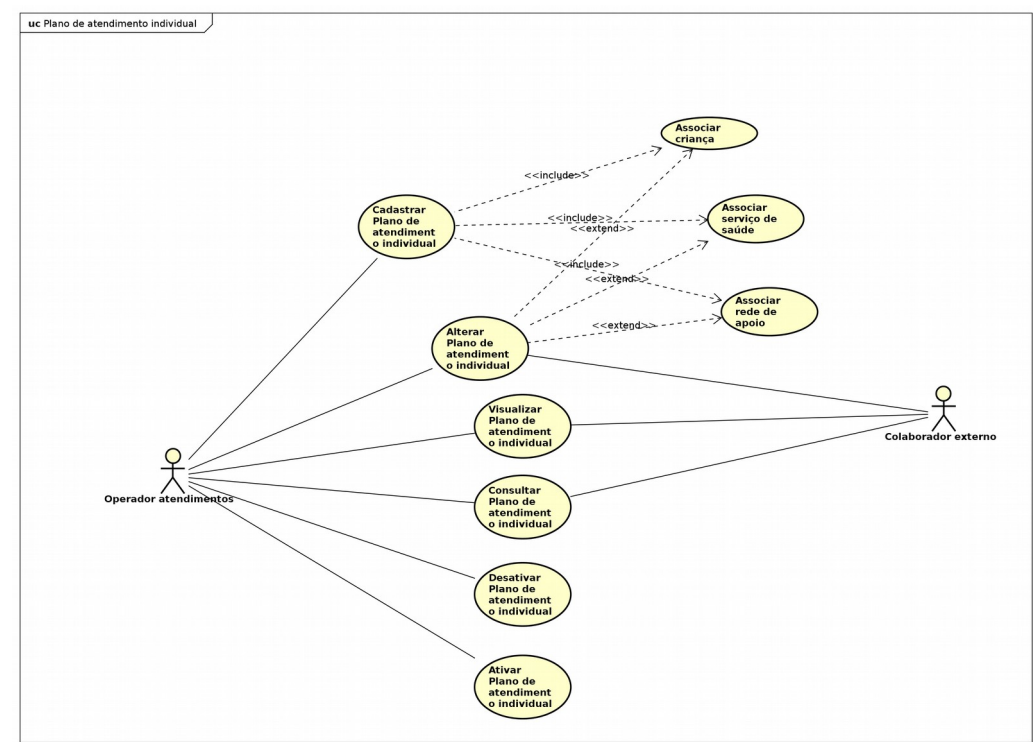 uc Plano de atendimento individual
Associar
criança
<<include>>
Cadastrar
Plano de
atendiment
o individual
<<include>>
<<extend>>
Associar
serviço de
saúde
<<include>>
<<extend>>
Associar
rede de
apoio
<<extend>>
Alterar
Plano de
atendiment
o individual
Visualizar
Plano de
atendiment
o individual
Colaborador externo
Operador atendimentos
Consultar
Plano de
atendiment
o individual
Desativar
Plano de
atendiment
o individual
Ativar
Plano de
atendiment
o individual